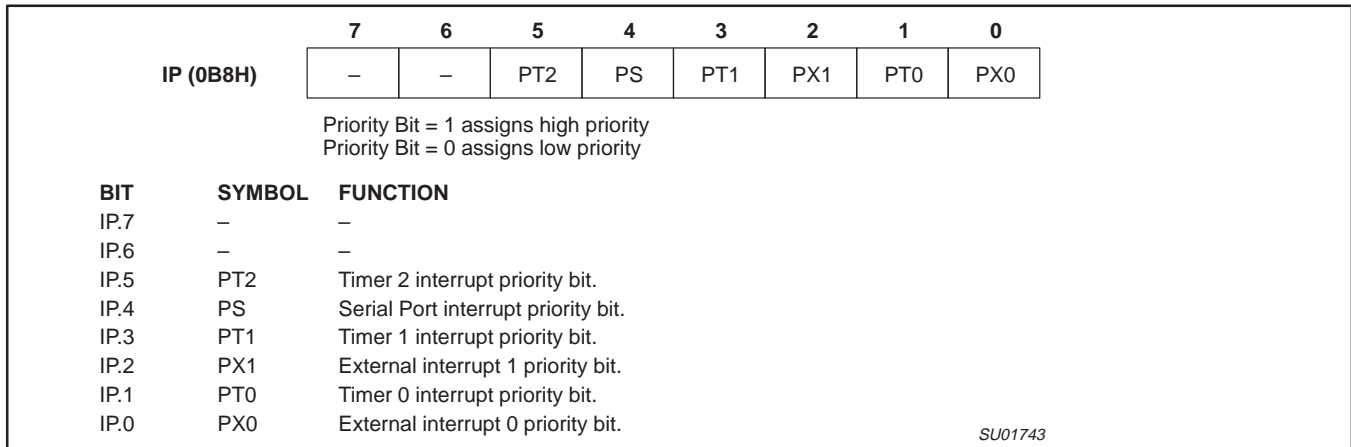 7 6 5 4 3 2 1 0
IP (0B8H) – – PT2 PS PT1 PX1 PT0 PX0
Priority Bit = 1 assigns high priority
Priority Bit = 0 assigns low priority
BIT SYMBOL FUNCTION
IP.7 – –
IP.6 – –
IP.5 PT2 Timer 2 interrupt priority bit.
IP.4 PS Serial Port interrupt priority bit.
IP.3 PT1 Timer 1 interrupt priority bit.
IP.2 PX1 External interrupt 1 priority bit.
IP.1 PT0 Timer 0 interrupt priority bit.
IP.0 PX0 External interrupt 0 priority bit.
SU01743